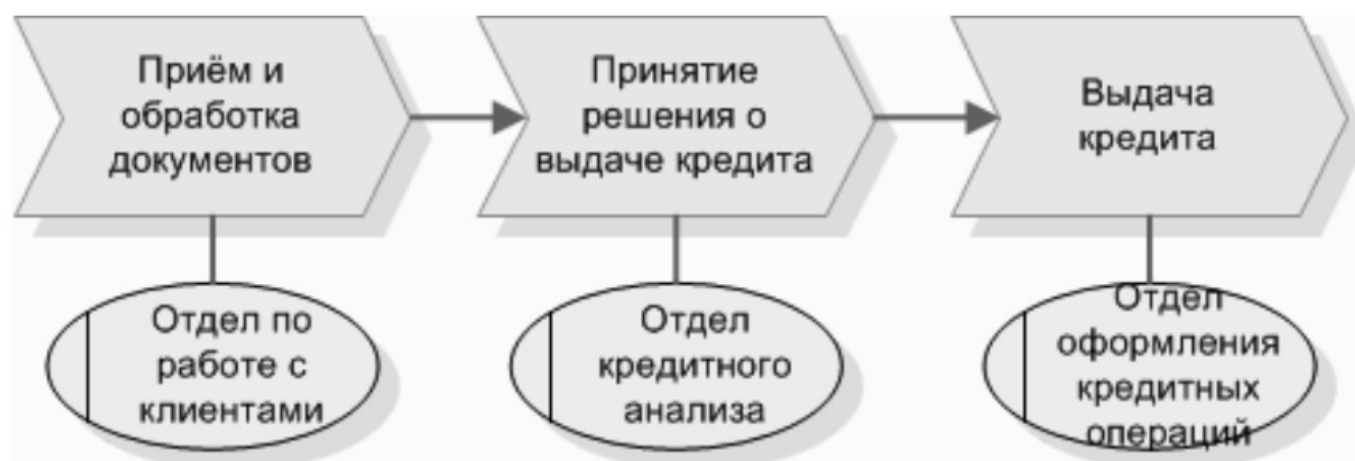 Приём и
обработка
документов
Принятие
решения о
выдаче кредита
Выдача
кредита
Отдел по
работе с
клиентами
Отдел
кредитного
анализа
Отдел
оформления
кредитных
операций